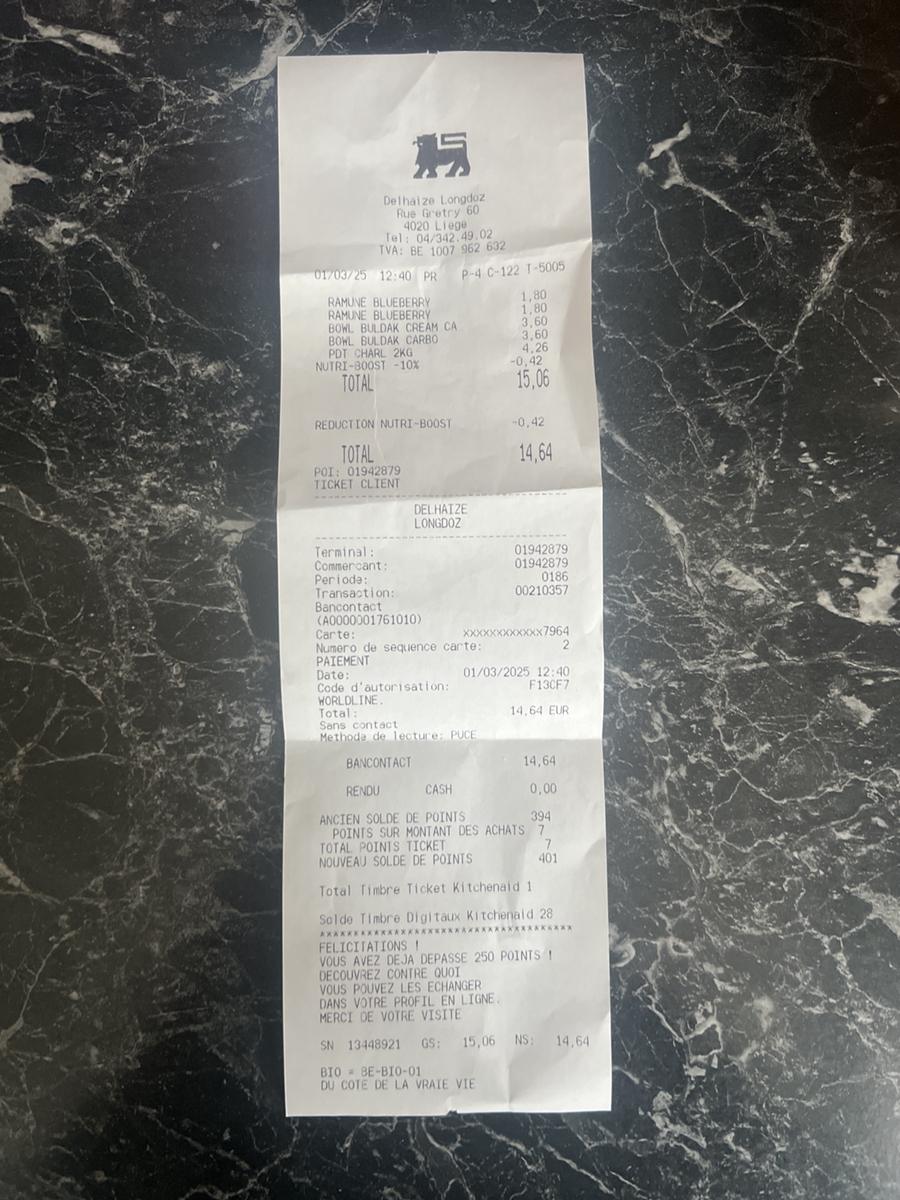 Delhaize Longdoz
Rue Gretry 60
4020 Liege
Tel: 04/342.49.02
TVA: BE 1007 962 632
01/03/25 12:40 PR P-4 C-122 T-5005
RAMUNE BLUEBERRY 1,80
RAMUNE BLUEBERRY 1,80
BOWL BULDAK CREAM CA 3,60
BOWL BULDAK CARBO 3,60
PDT CHARL 2KG 4,26
NUTRI-BOOST -10% -0,42
TOTAL 15,06
REDUCTION NUTRI-BOOST -0,42
TOTAL 14,64
POI: 01942879
TICKET CLIENT
DELHAIZE
LONGDOZ
Terminal: 01942879
Commercant: 01942879
Periode: 0186
Transaction: 00210357
Bancontact
(A0000001761010)
Carte: xxxxxxxxxxxx7964
Numero de sequence carte: 2
PAIEMENT
Date: 01/03/2025 12:40
Code d'autorisation: F13CF7
WORLDLINE.
Total: 14,64 EUR
Sans contact
Methode de lecture: PUCE
BANCONTACT 14,64
RENDU CASH 0,00
ANCIEN SOLDE DE POINTS 394
POINTS SUR MONTANT DES ACHATS 7
TOTAL POINTS TICKET 7
NOUVEAU SOLDE DE POINTS 401
Total Timbre Ticket Kitchenaid 1
Solde Timbre Digitaux Kitchenaid 28
************************************
FELICITATIONS !
VOUS AVEZ DEJA DEPASSE 250 POINTS !
DECOUVREZ CONTRE QUOI
VOUS POUVEZ LES ECHANGER
DANS VOTRE PROFIL EN LIGNE.
MERCI DE VOTRE VISITE
SN 13448921 GS: 15,06 NS: 14,64
BIO = BE-BIO-01
DU COTE DE LA VRAIE VIE